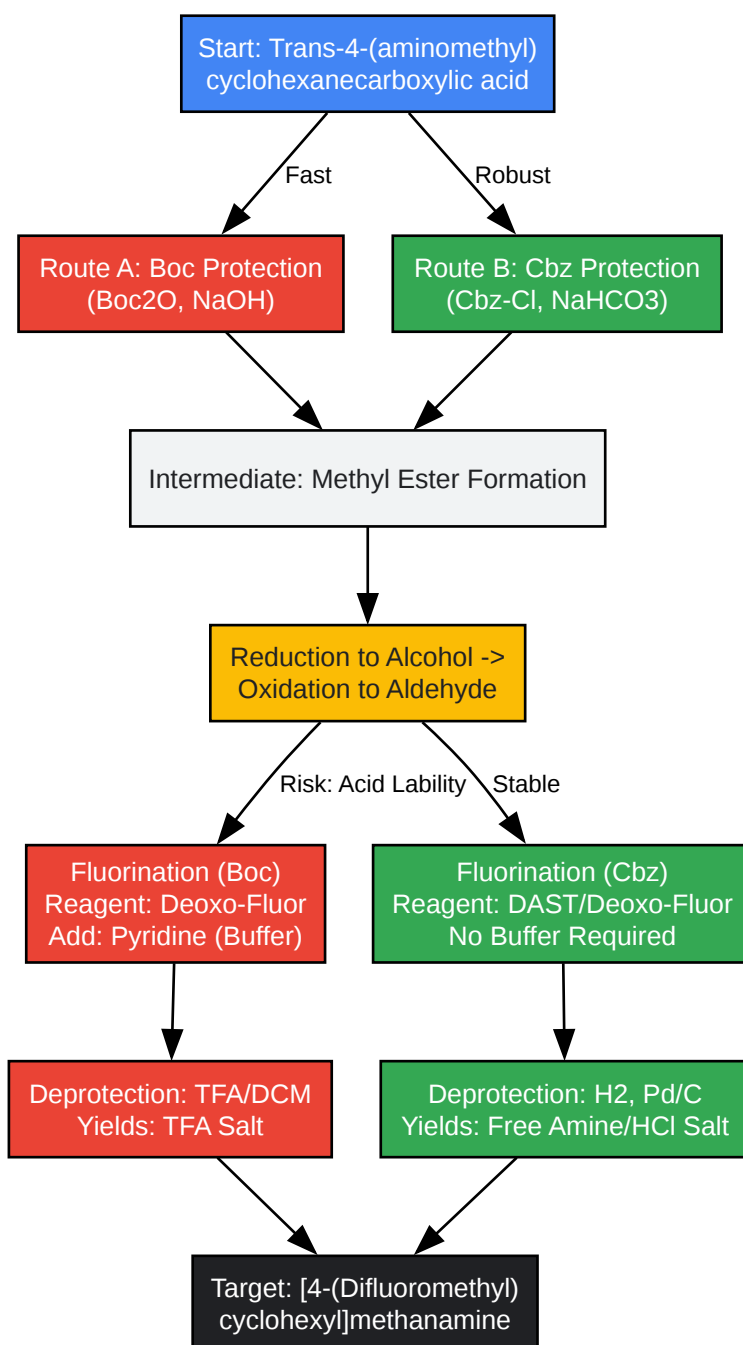 Start: Trans-4-(aminomethyl)
cyclohexanecarboxylic acid
Fast
Robust
Route A: Boc Protection
(Boc2O, NaOH)
Route B: Cbz Protection
(Cbz-Cl, NaHCO3)
Intermediate: Methyl Ester Formation
Reduction to Alcohol ->
Oxidation to Aldehyde
Risk: Acid Lability
Stable
Fluorination (Boc)
Reagent: Deoxo-Fluor
Add: Pyridine (Buffer)
Fluorination (Cbz)
Reagent: DAST/Deoxo-Fluor
No Buffer Required
Deprotection: TFA/DCM
Yields: TFA Salt
Deprotection: H2, Pd/C
Yields: Free Amine/HCl Salt
Target: [4-(Difluoromethyl)
cyclohexyl]methanamine